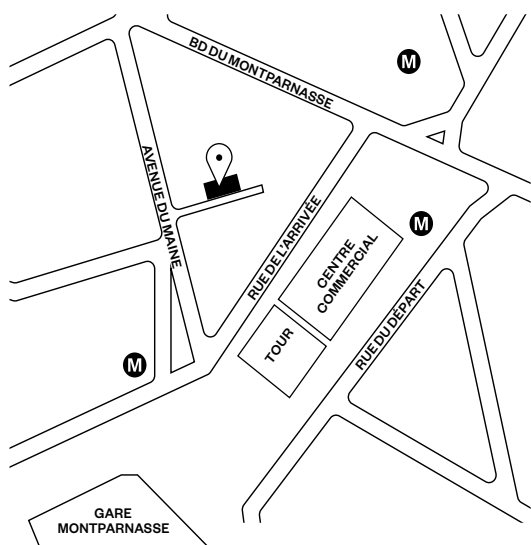 BD DU MONTPARNASSE
M
AVENUE DU MAINE
RUE DE L'ARRIVÉE
M
CENTRE
COMMERCIAL
RUE DU DÉPART
TOUR
M
GARE
MONTPARNASSE